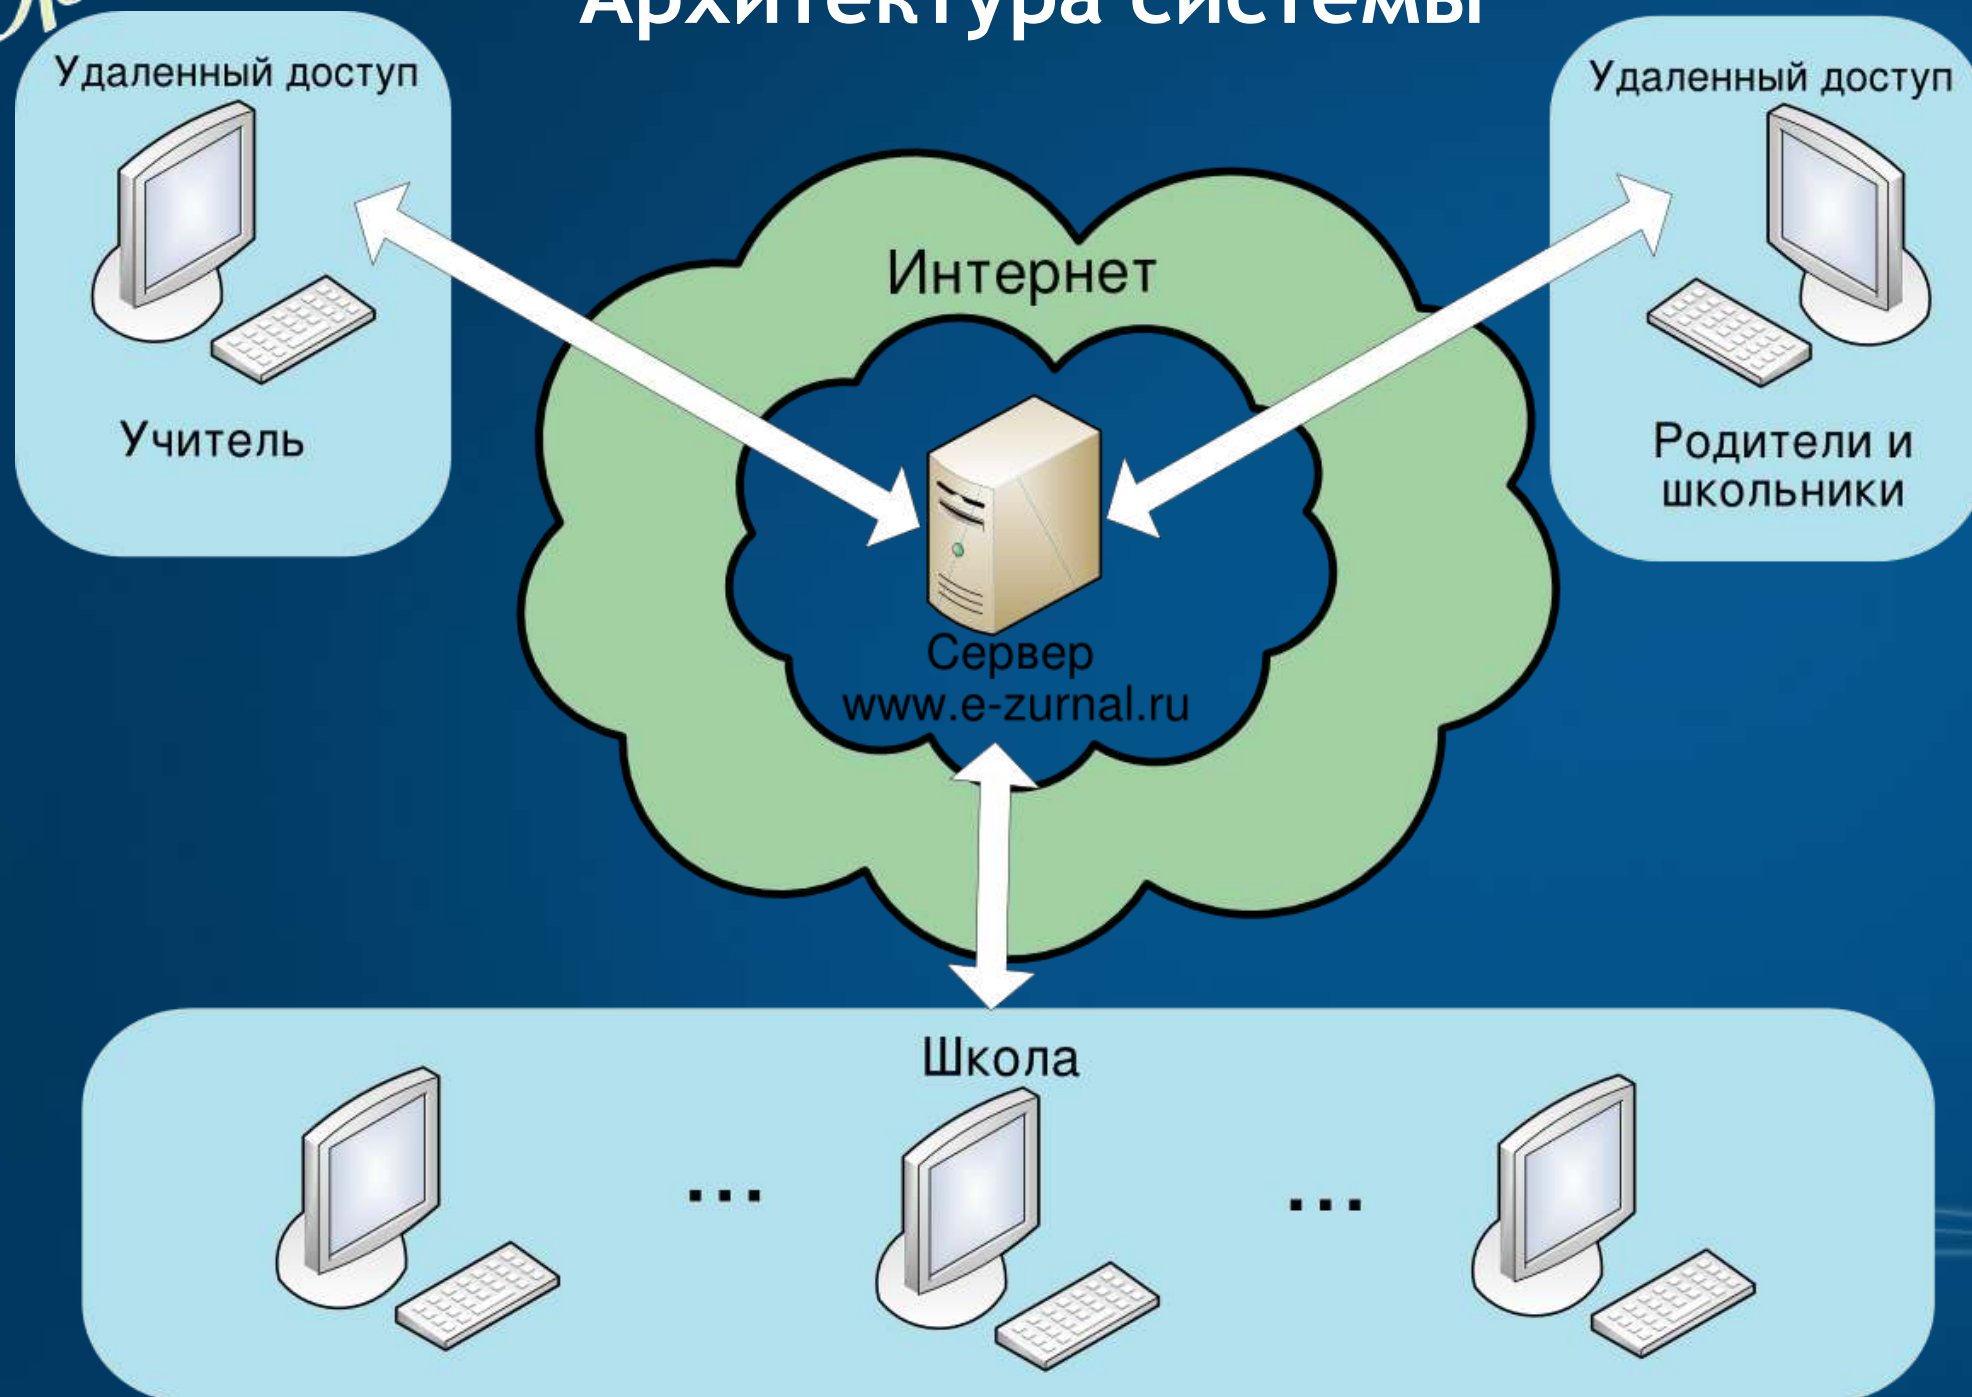 Архитектура системы
Удаленный доступ
Удаленный доступ
Интернет
Учитель
Родители и
школьники
Сервер
www.e-zurnal.ru
Школа
...
...